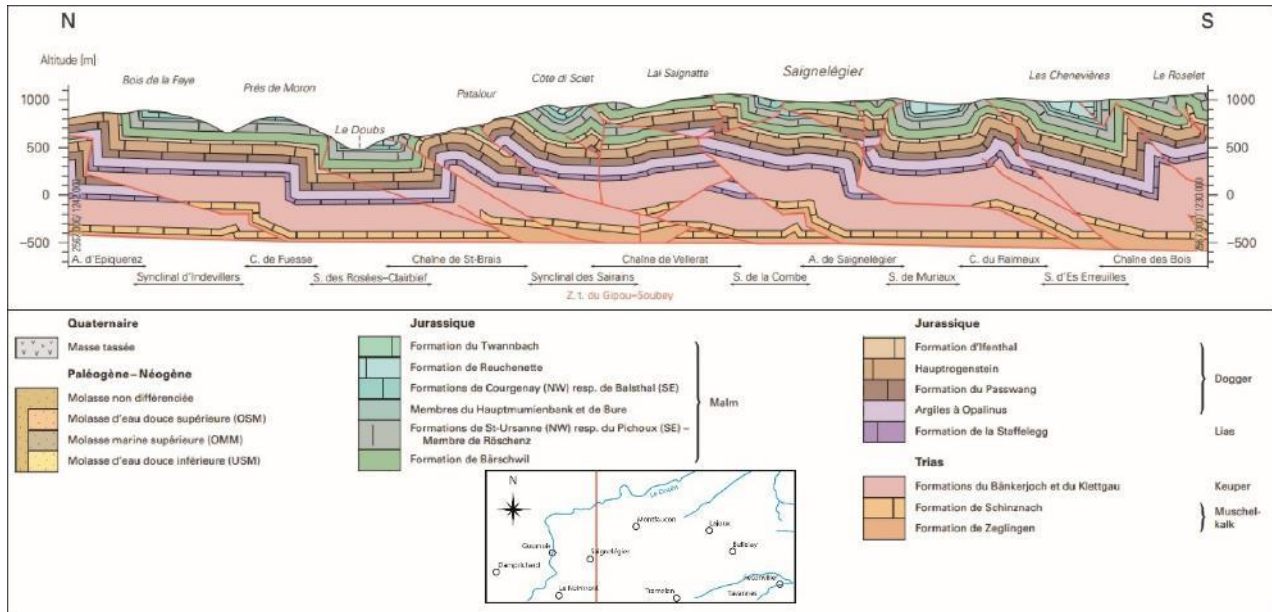 N
S
Altitude [m]
Bois de la Faye
Prés de Moron
Le Doubs
Patalour
Côte di Sciet
Lai Saignatte
Saignelégier
Les Chenevières
Le Roselet
1000
500
0
-500
1000
500
0
-500
A. d'Epiquerez
C. de Fuesse
Chaîne de St-Brais
Chaîne de Vellerat
A. de Saignelégier
C. du Raimeux
Chaîne des Bois
Synclinal d'Indevillers
S. des Rosées-Clairbief
Synclinal des Sairains
S. de la Combe
S. de Muriaux
S. d'Es Erreuilles
Z. t. du Gipou-Soubey
Quaternaire
Masse tassée
Paléogène–Néogène
Molasse non différenciée
Molasse d'eau douce supérieure (OSM)
Molasse marine supérieure (OMM)
Molasse d'eau douce inférieure (USM)
Jurassique
Formation du Twannbach
Formation de Reuchenette
Formations de Courgenay (NW) resp. de Balsthal (SE)
Membres du Hauptmumienbank et de Bure
Formations de St-Ursanne (NW) resp. du Pichoux (SE) –
Membre de Röschenz
Formation de Bärschwil
Malm
Jurassique
Formation d'Ifenthal
Hauptrogenstein
Formation du Passwang
Argiles à Opalinus
Formation de la Staffelegg
Dogger
Lias
Trias
Formations du Bänkerjoch et du Klettgau
Formation de Schinznach
Formation de Zeglingen
Keuper
Muschel-
kalk
N
Le Doubs
Montfaucon
Lajoux
Goumois
Saignelégier
Bellelay
Damprichard
Le Noirmont
Tramelan
Tavannes